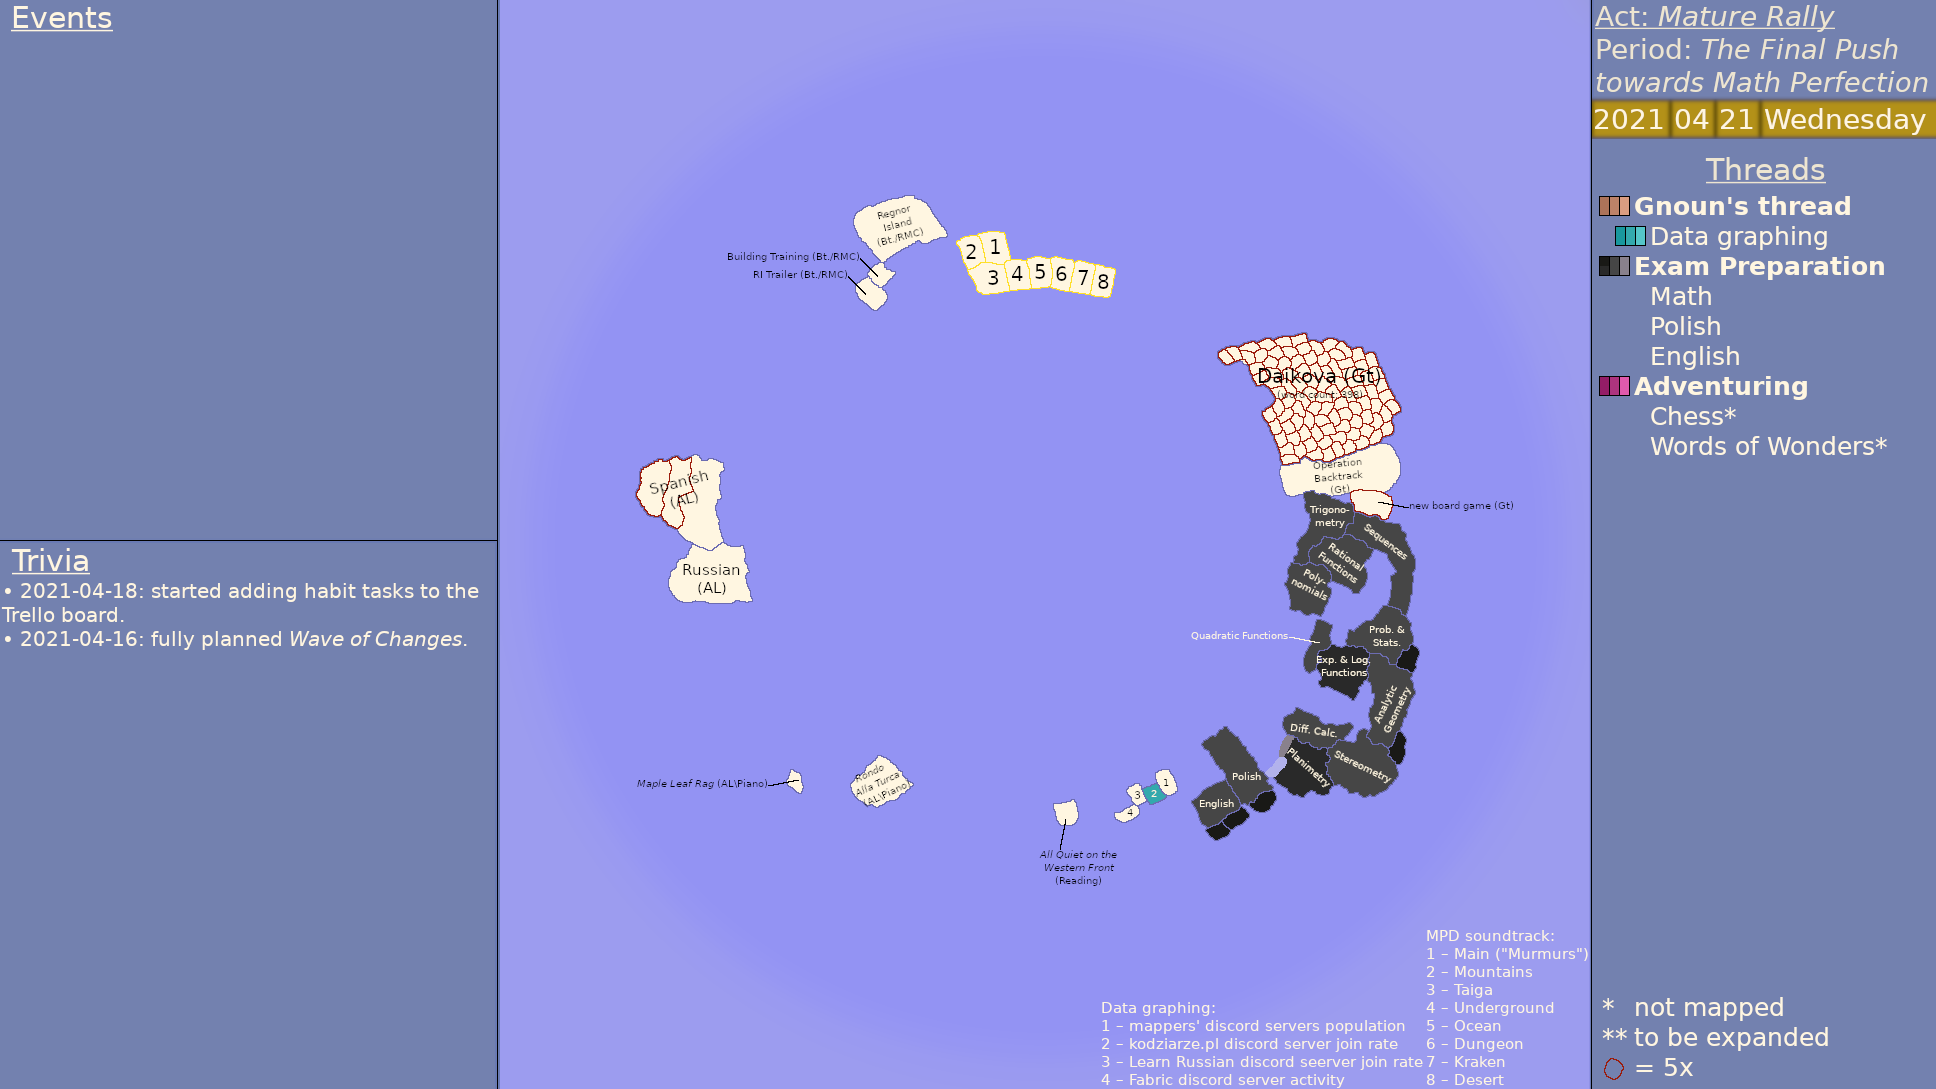 Events
Trivia
• 2021-04-18: started adding habit tasks to the
Trello board.
• 2021-04-16: fully planned Wave of Changes.
Regnor
Island
(Bt./RMC)
Building Training (Bt./RMC)
RI Trailer (Bt./RMC)
2
1
3
4
5
6
7
8
Daikova (Gt)
(word count: 398)
Operation
Backtrack
(Gt)
new board game (Gt)
Trigono-
metry
Sequences
Rational
Functions
Poly-
nomials
Quadratic Functions
Prob. &
Stats.
Exp. & Log.
Functions
Analytic
Geometry
Diff. Calc.
Planimetry
Stereometry
Polish
English
Spanish
(AL)
Russian
(AL)
Maple Leaf Rag (AL\Piano)
Rondo
Alla Turca
(AL\Piano)
All Quiet on the
Western Front
(Reading)
1
2
3
4
Data graphing:
1 – mappers' discord servers population
2 – kodziarze.pl discord server join rate
3 – Learn Russian discord seerver join rate
4 – Fabric discord server activity
MPD soundtrack:
1 – Main ("Murmurs")
2 – Mountains
3 – Taiga
4 – Underground
5 – Ocean
6 – Dungeon
7 – Kraken
8 – Desert
Act: Mature Rally
Period: The Final Push
towards Math Perfection
2021 04 21 Wednesday
Threads
Gnoun's thread
Data graphing
Exam Preparation
Math
Polish
English
Adventuring
Chess*
Words of Wonders*
* not mapped
** to be expanded
= 5x